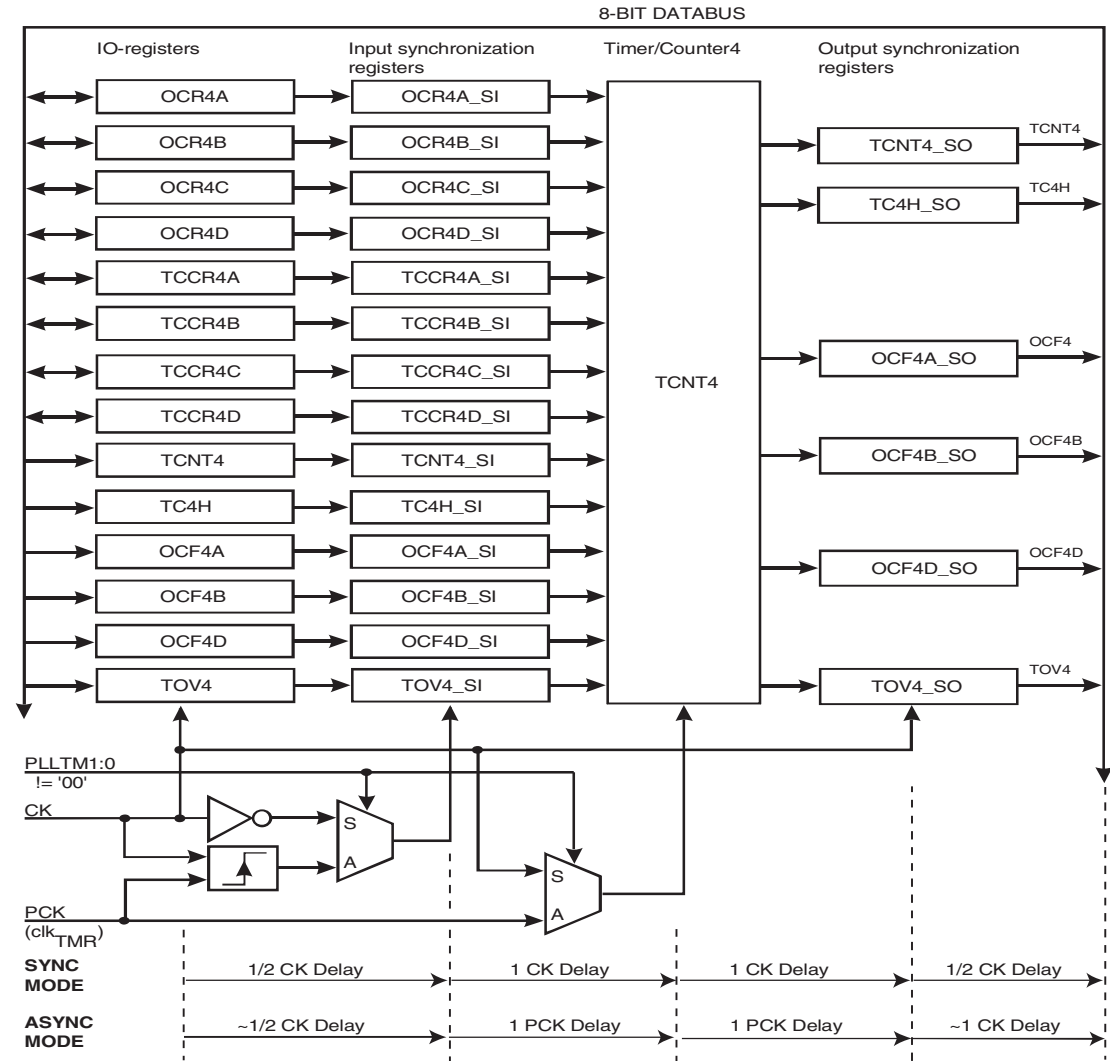 8-BIT DATABUS
IO-registers
Input synchronization
registers
Timer/Counter4
Output synchronization
registers
OCR4A
OCR4A_SI
OCR4B
OCR4B_SI
TCNT4_SO
TCNT4
OCR4C
OCR4C_SI
TC4H_SO
TC4H
OCR4D
OCR4D_SI
TCCR4A
TCCR4A_SI
TCCR4B
TCCR4B_SI
OCF4A_SO
OCF4
TCCR4C
TCCR4C_SI
TCNT4
TCCR4D
TCCR4D_SI
TCNT4
TCNT4_SI
OCF4B_SO
OCF4B
TC4H
TC4H_SI
OCF4A
OCF4A_SI
OCF4D_SO
OCF4D
OCF4B
OCF4B_SI
OCF4D
OCF4D_SI
TOV4
TOV4_SI
TOV4_SO
TOV4
PLLTM1:0
!= '00'
CK
S
A
S
A
PCK
(clkTMR)
SYNC
MODE
1/2 CK Delay
1 CK Delay
1 CK Delay
1/2 CK Delay
ASYNC
MODE
~1/2 CK Delay
1 PCK Delay
1 PCK Delay
~1 CK Delay